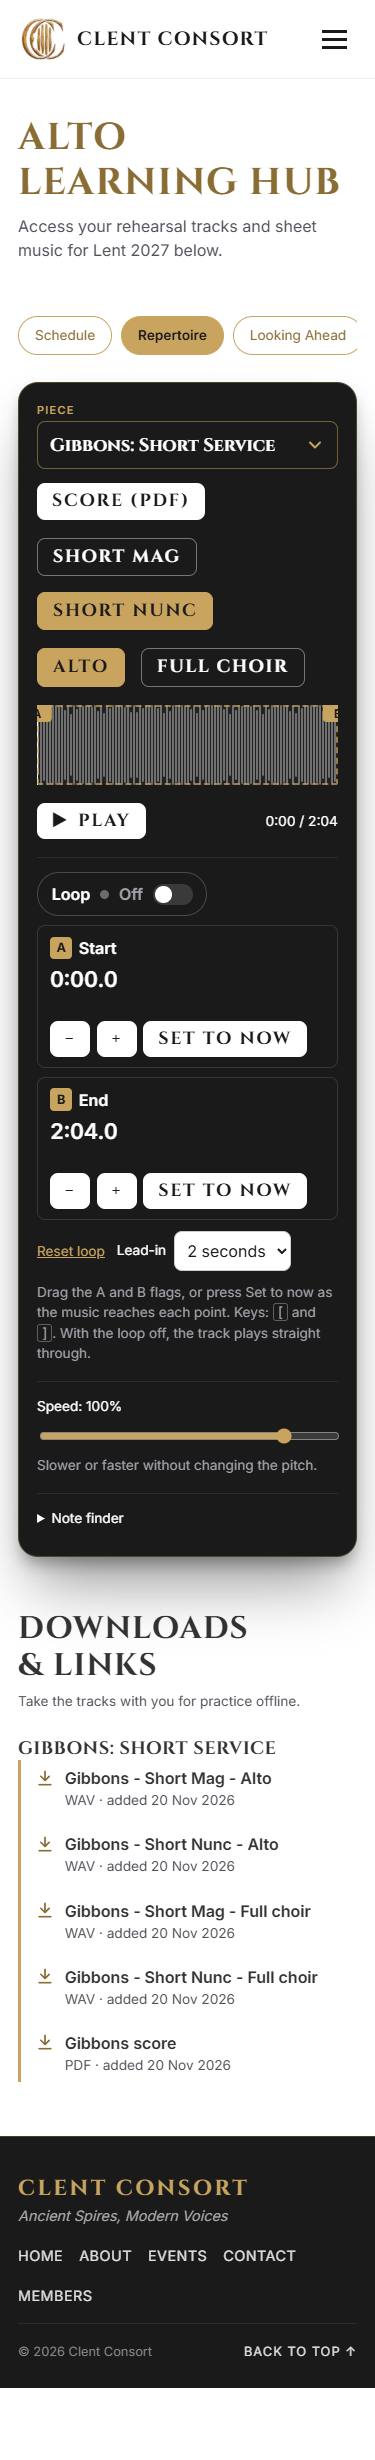 CLENT CONSORT
ALTO
LEARNING HUB
Access your rehearsal tracks and sheet
music for Lent 2027 below.
Schedule Repertoire Looking Ahead
PIECE
Gibbons: Short Service
SCORE (PDF)
SHORT MAG
SHORT NUNC
ALTO FULL CHOIR
A
▶ PLAY 0:00 / 2:04
Loop Off
A Start
0:00.0
− + SET TO NOW
B End
2:04.0
− + SET TO NOW
Reset loop Lead-in 2 seconds
Drag the A and B flags, or press Set to now as
the music reaches each point. Keys: [ and
]. With the loop off, the track plays straight
through.
Speed: 100%
Slower or faster without changing the pitch.
▶ Note finder
DOWNLOADS
& LINKS
Take the tracks with you for practice offline.
GIBBONS: SHORT SERVICE
Gibbons - Short Mag - Alto
WAV · added 20 Nov 2026
Gibbons - Short Nunc - Alto
WAV · added 20 Nov 2026
Gibbons - Short Mag - Full choir
WAV · added 20 Nov 2026
Gibbons - Short Nunc - Full choir
WAV · added 20 Nov 2026
Gibbons score
PDF · added 20 Nov 2026
CLENT CONSORT
Ancient Spires, Modern Voices
HOME ABOUT EVENTS CONTACT
MEMBERS
© 2026 Clent Consort BACK TO TOP ↑